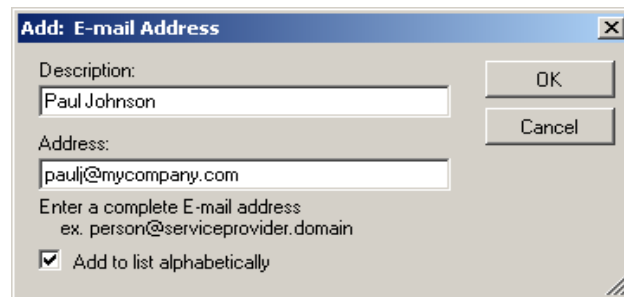 Add: E-mail Address
Description:
OK
Paul Johnson
Cancel
Address:
paulj@mycompany.com
Enter a complete E-mail address
ex. person@serviceprovider.domain
Add to list alphabetically